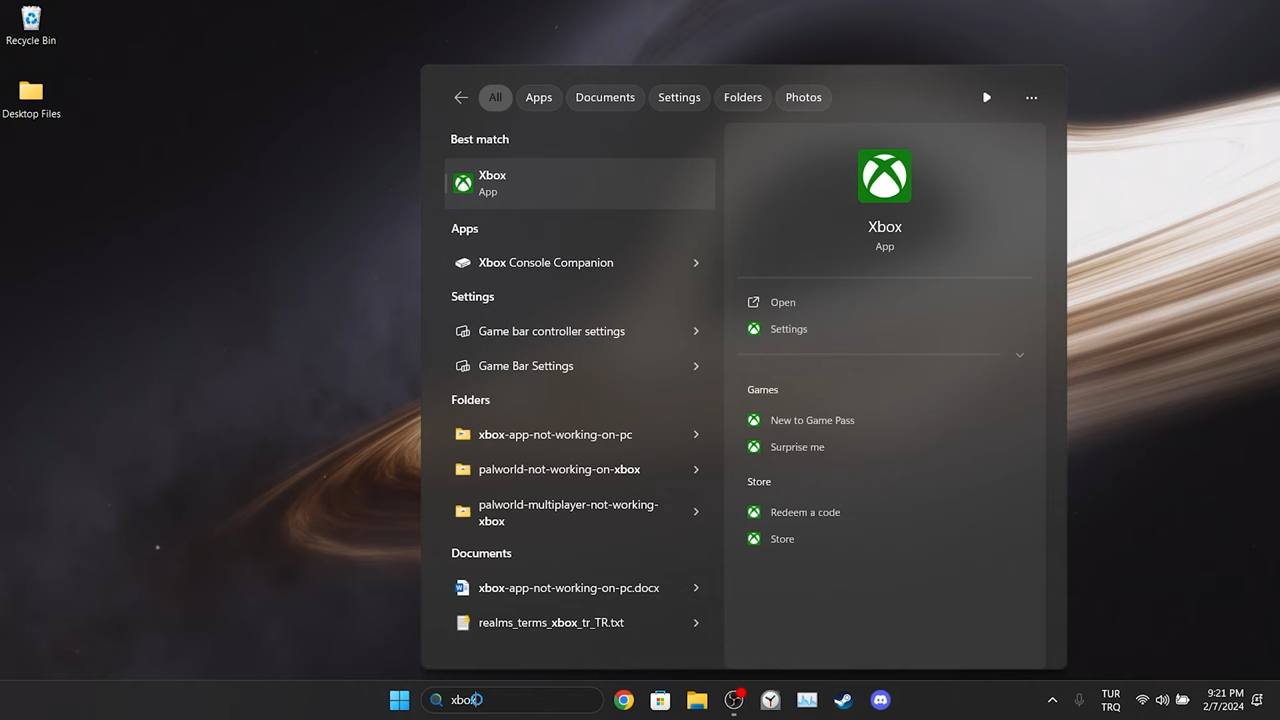 Recycle Bin
Desktop Files
All
Apps
Documents
Settings
Folders
Photos
Best match
Xbox
App
Apps
Xbox Console Companion
Settings
Game bar controller settings
Game Bar Settings
Folders
xbox-app-not-working-on-pc
palworld-not-working-on-xbox
palworld-multiplayer-not-working-
xbox
Documents
xbox-app-not-working-on-pc.docx
realms_terms_xbox_tr_TR.txt
Xbox
App
Open
Settings
Games
New to Game Pass
Surprise me
Store
Redeem a code
Store
xbox
TUR
TRQ
9:21 PM
2/7/2024